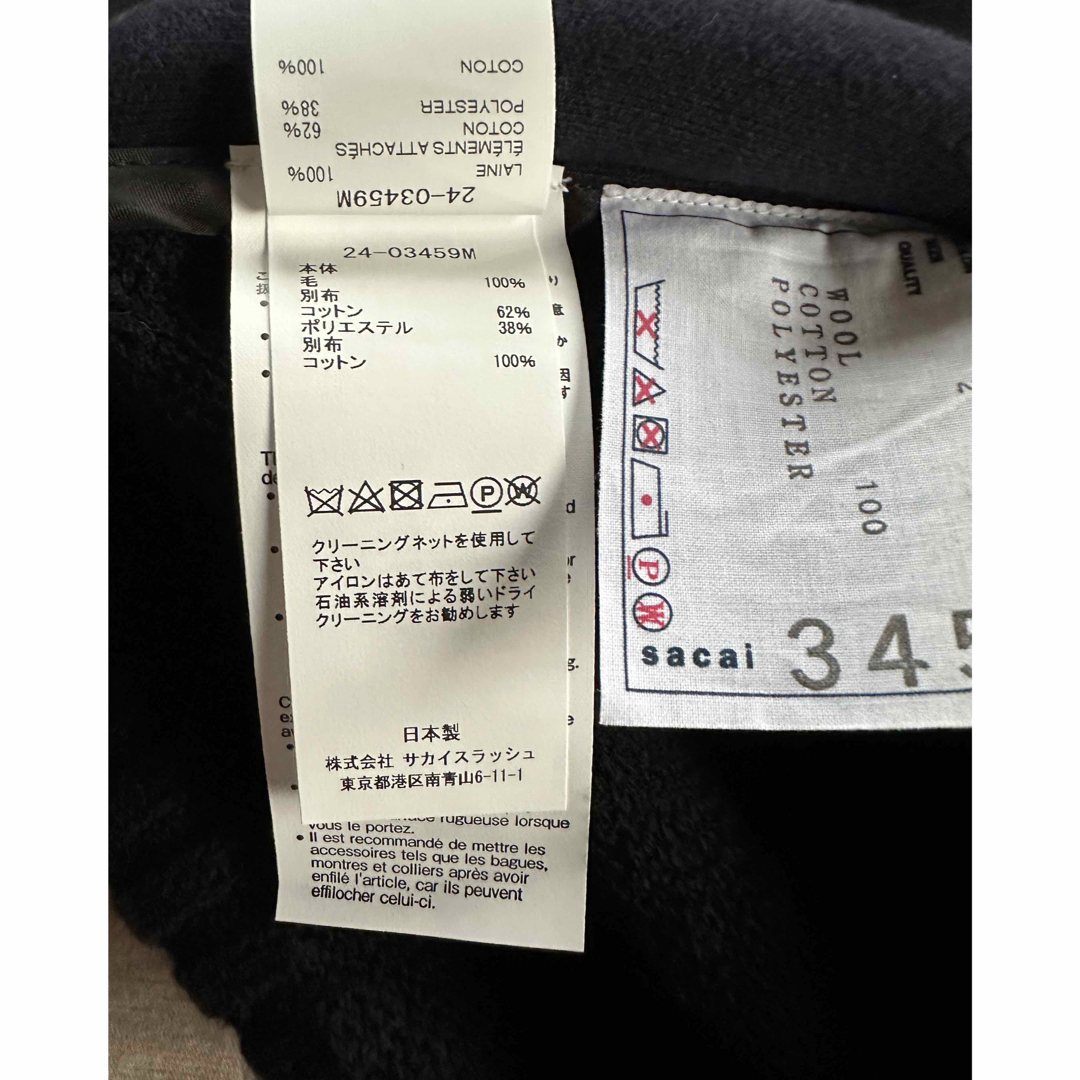 COTON 100%
POLYESTER 38%
COTON 62%
ÉLÉMENTS ATTACHÉS
LAINE 100%
24-03459M
24-03459M
本体
毛 100%
別布
コットン 62%
ポリエステル 38%
別布
コットン 100%
P W
クリーニングネットを使用して
下さい
アイロンはあて布をして下さい
石油系溶剤による弱いドライ
クリーニングをお勧めします
日本製
株式会社 サカイスラッシュ
東京都港区南青山6-11-1
rugueuse lorsque
vous le portez.
• Il est recommandé de mettre les
accessoires tels que les bagues,
montres et colliers après avoir
enfilé l'article, car ils peuvent
effilocher celui-ci.
SIZE
QUALITY
2
WOOL 100
COTTON
POLYESTER
P
W
sacai
345